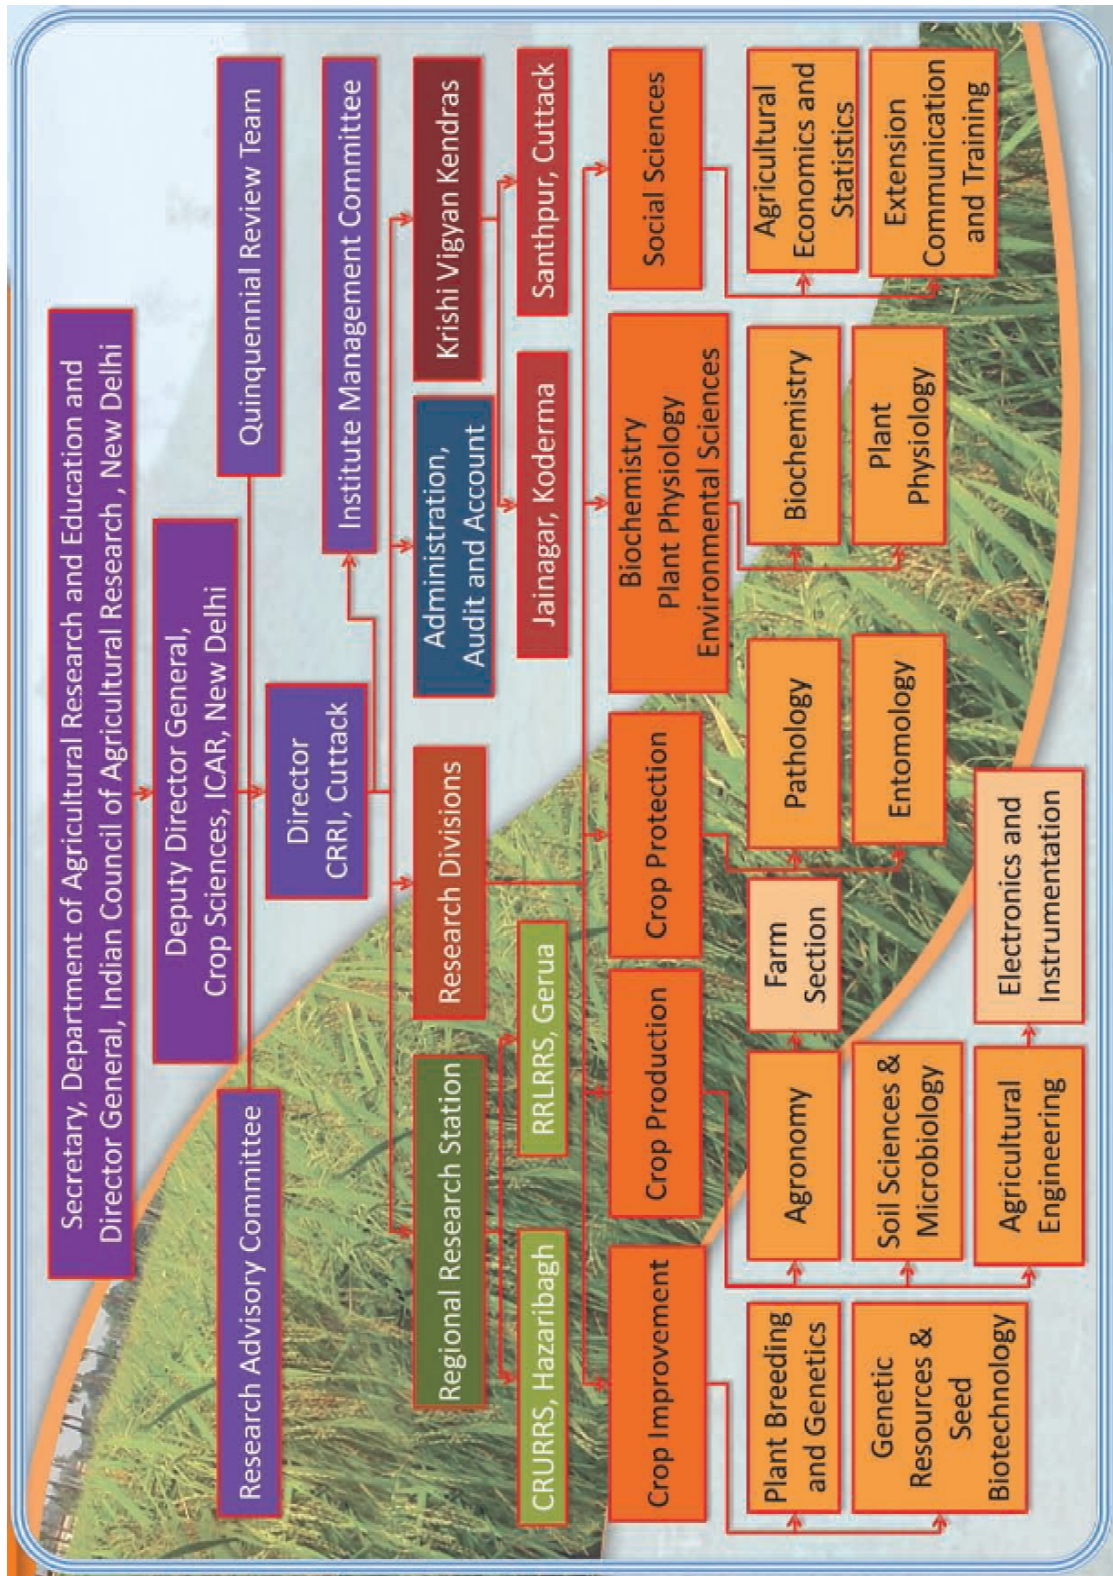 Secretary, Department of Agricultural Research and Education and
Director General, Indian Council of Agricultural Research , New Delhi
Deputy Director General,
Crop Sciences, ICAR, New Delhi
Research Advisory Committee
Quinquennial Review Team
Director
CRRI, Cuttack
Institute Management Committee
Regional Research Station
Research Divisions
Administration,
Audit and Account
Krishi Vigyan Kendras
CRURRS, Hazaribagh
RRLRRS, Gerua
Jainagar, Koderma
Santhpur, Cuttack
Crop Improvement
Crop Production
Crop Protection
Biochemistry
Plant Physiology
Environmental Sciences
Social Sciences
Plant Breeding
and Genetics
Genetic
Resources &
Seed
Biotechnology
Agronomy
Farm
Section
Soil Sciences &
Microbiology
Agricultural
Engineering
Electronics and
Instrumentation
Pathology
Entomology
Biochemistry
Plant
Physiology
Agricultural
Economics and
Statistics
Extension
Communication
and Training